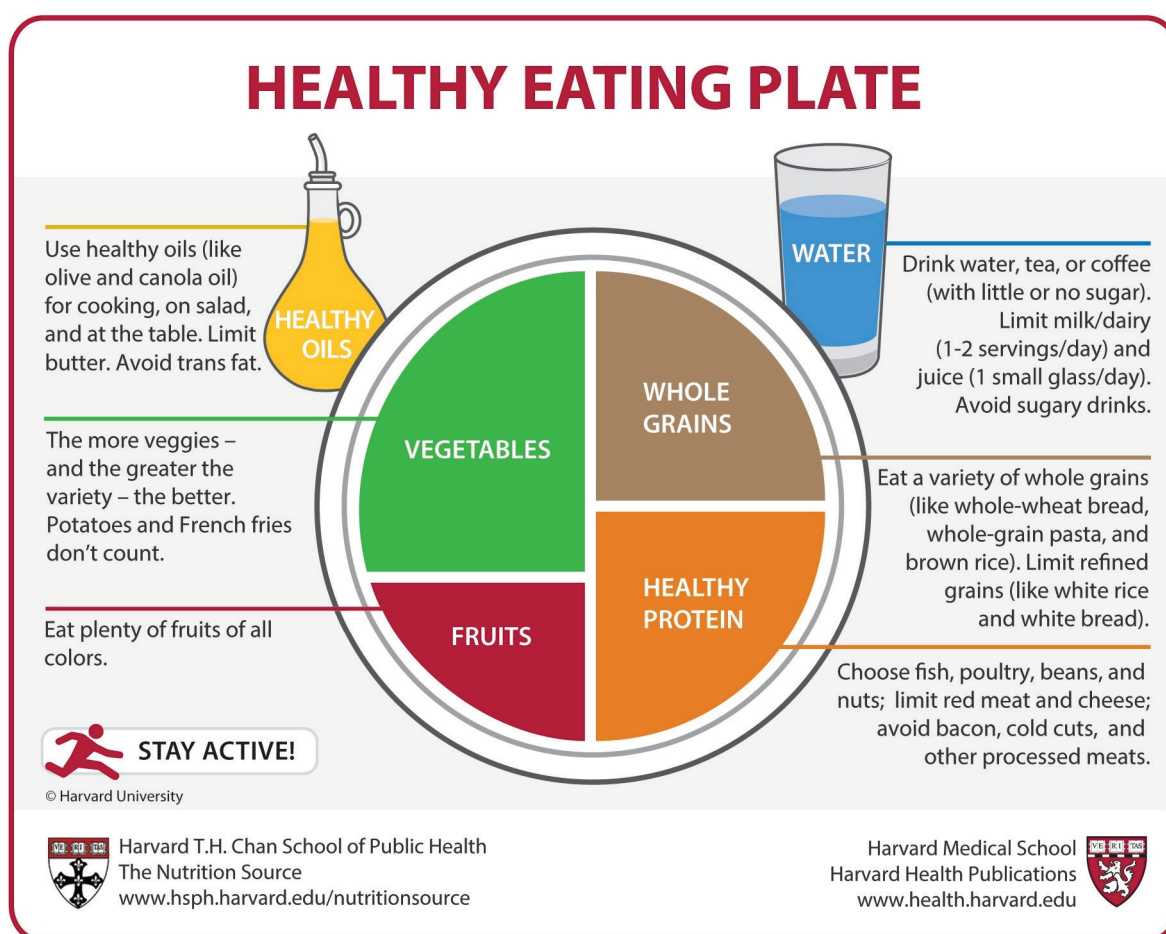 HEALTHY EATING PLATE
Use healthy oils (like
olive and canola oil)
for cooking, on salad,
and at the table. Limit
butter. Avoid trans fat.
HEALTHY
OILS
The more veggies –
and the greater the
variety – the better.
Potatoes and French fries
don't count.
Eat plenty of fruits of all
colors.
VEGETABLES
FRUITS
WHOLE
GRAINS
HEALTHY
PROTEIN
WATER
Drink water, tea, or coffee
(with little or no sugar).
Limit milk/dairy
(1-2 servings/day) and
juice (1 small glass/day).
Avoid sugary drinks.
Eat a variety of whole grains
(like whole-wheat bread,
whole-grain pasta, and
brown rice). Limit refined
grains (like white rice
and white bread).
Choose fish, poultry, beans, and
nuts; limit red meat and cheese;
avoid bacon, cold cuts, and
other processed meats.
STAY ACTIVE!
© Harvard University
VE RI TAS
Harvard T.H. Chan School of Public Health
The Nutrition Source
www.hsph.harvard.edu/nutritionsource
Harvard Medical School
Harvard Health Publications
www.health.harvard.edu
VE RI TAS